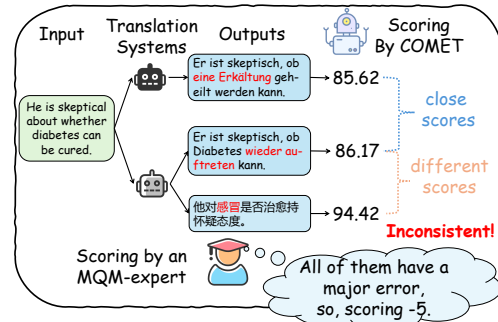 Input
Translation
Systems
Outputs
Scoring
By COMET
He is skeptical
about whether
diabetes can
be cured.
Er ist skeptisch, ob
eine Erkältung geh-
eilt werden kann.
85.62
Er ist skeptisch, ob
Diabetes wieder au-
ftreten kann.
86.17
他对感冒是否治愈持
怀疑态度。
94.42
close
scores
different
scores
Inconsistent!
Scoring by an
MQM-expert
All of them have a
major error,
so, scoring -5.